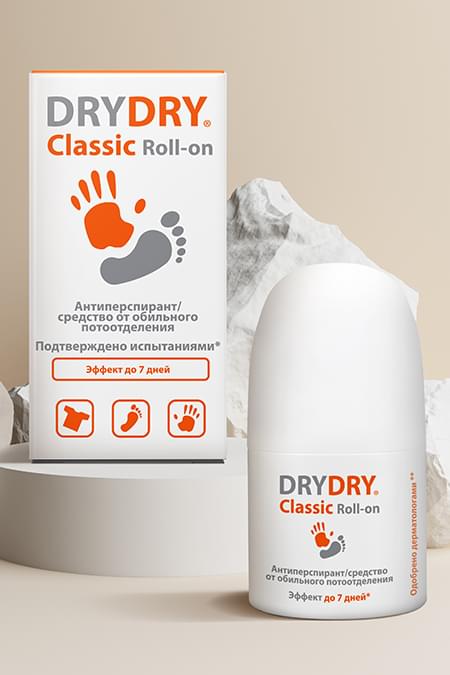 DRYDRY®
Classic Roll-on
Антиперспирант/
средство от обильного
потоотделения
Подтверждено испытаниями*
Эффект до 7 дней
DRYDRY®
Classic Roll-on
Антиперспирант/средство
от обильного потоотделения
Эффект до 7 дней*
Одобрено дерматологами **